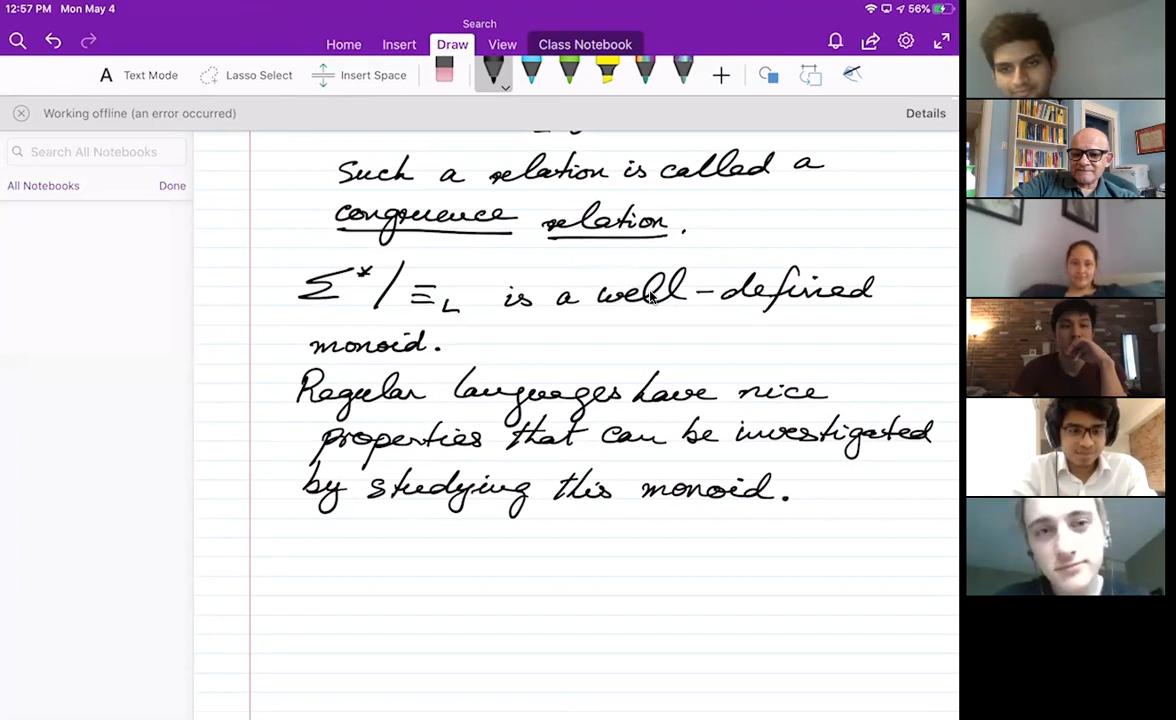 12:57 PM Mon May 4
56%
Search
Home Insert Draw View Class Notebook
Text Mode Lasso Select Insert Space
Working offline (an error occurred) Details
Search All Notebooks
All Notebooks Done
Such a relation is called a
congruence relation.
Σ*/≡L is a well-defined
monoid.
Regular languages have nice
properties that can be investigated
by studying this monoid.